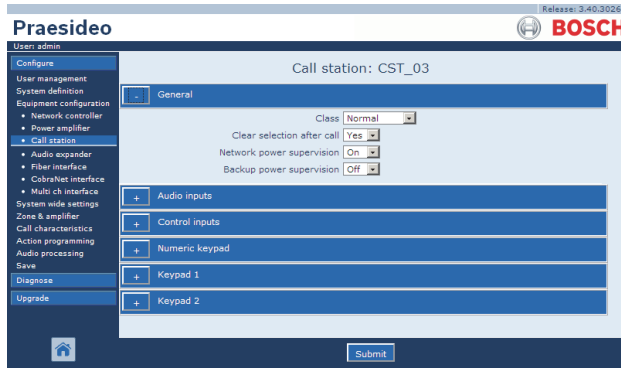 Release: 3.40.3026
Praesideo
BOSCH
User: admin
Configure
User management
System definition
Equipment configuration
• Network controller
• Power amplifier
• Call station
• Audio expander
• Fiber interface
• CobraNet interface
• Multi ch interface
System wide settings
Zone & amplifier
Call characteristics
Action programming
Audio processing
Save
Diagnose
Upgrade
Call station: CST_03
- General
Class Normal
Clear selection after call Yes
Network power supervision On
Backup power supervision Off
+ Audio inputs
+ Control inputs
+ Numeric keypad
+ Keypad 1
+ Keypad 2
Submit